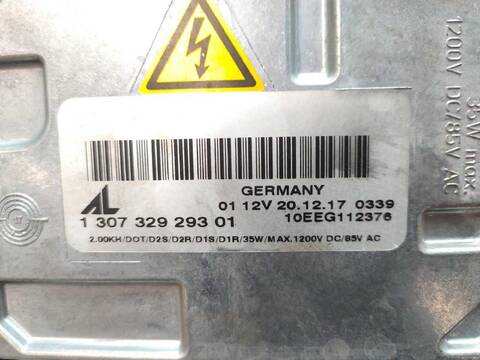 1200V DC/85V AC
35W max.
AL
GERMANY
01 12V 20.12.17 0339
1 307 329 293 01
10EEG112376
2.00KH/DOT/D2S/D2R/D1S/D1R/35W/MAX.1200V DC/85V AC